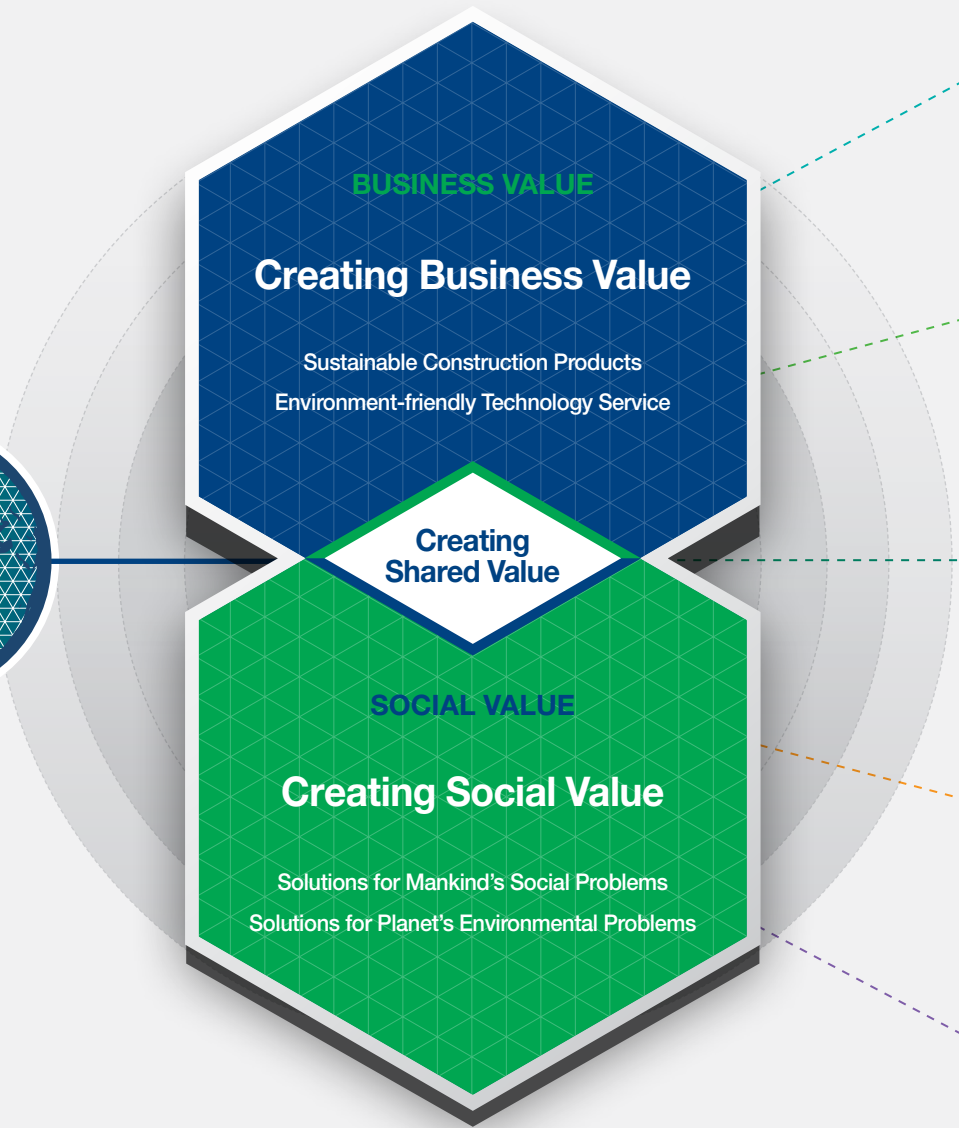 BUSINESS VALUE
Creating Business Value
Sustainable Construction Products
Environment-friendly Technology Service
Creating
Shared Value
SOCIAL VALUE
Creating Social Value
Solutions for Mankind’s Social Problems
Solutions for Planet’s Environmental Problems